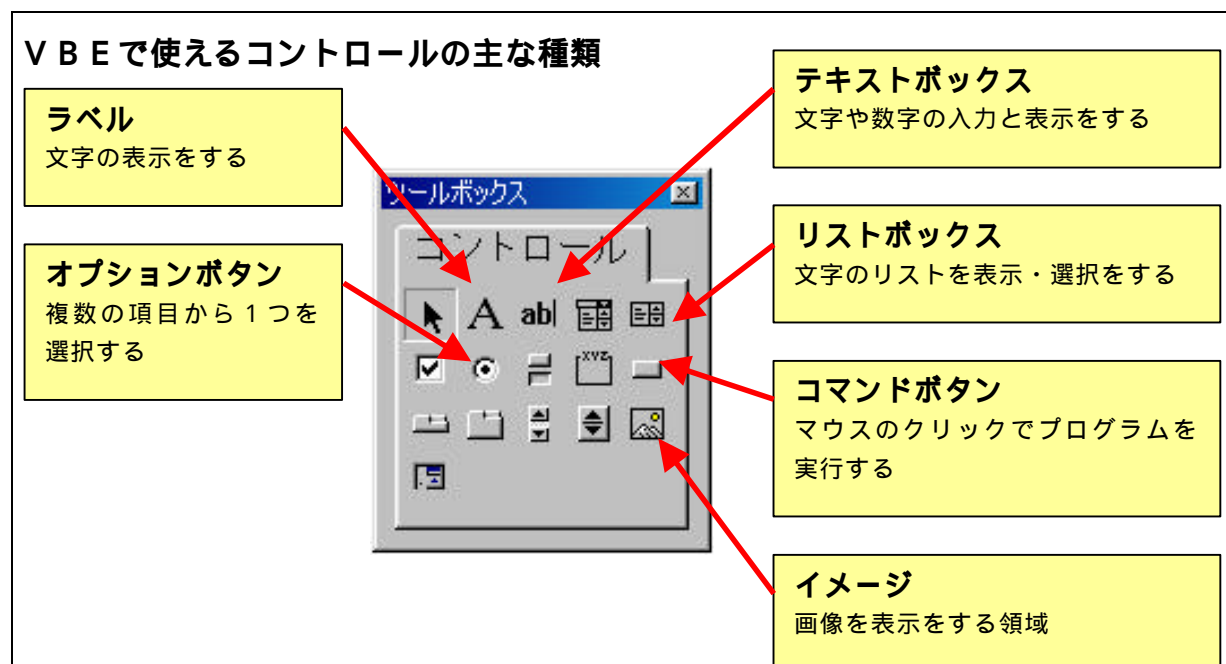 ＶＢＥで使えるコントロールの主な種類
ラベル
文字の表示をする
オプションボタン
複数の項目から１つを
選択する
ツールボックス
コントロール
A
ab|
XYZ
テキストボックス
文字や数字の入力と表示をする
リストボックス
文字のリストを表示・選択をする
コマンドボタン
マウスのクリックでプログラムを
実行する
イメージ
画像を表示をする領域